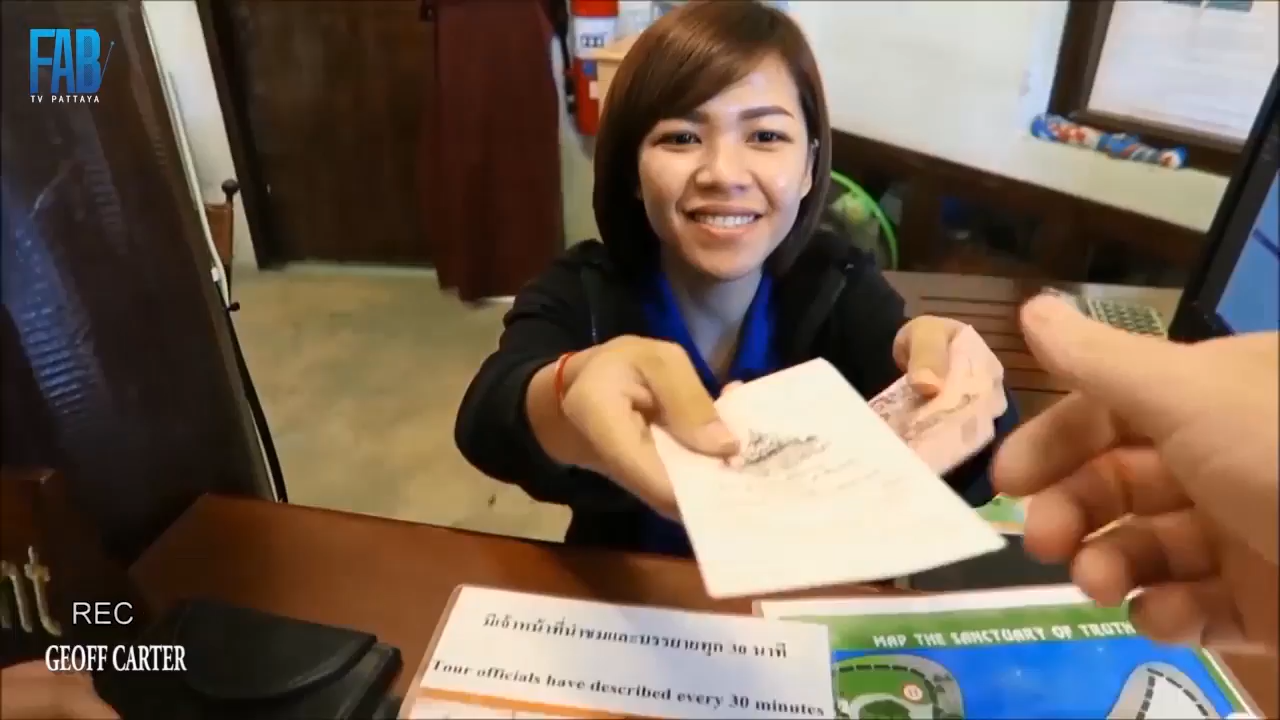 FAB
TV PATTAYA
มีเจ้าหน้าที่นำชมและบรรยายทุก 30 นาที
Tour officials have described every 30 minutes
MAP THE SANCTUARY OF TRUTH
nt
REC
GEOFF CARTER